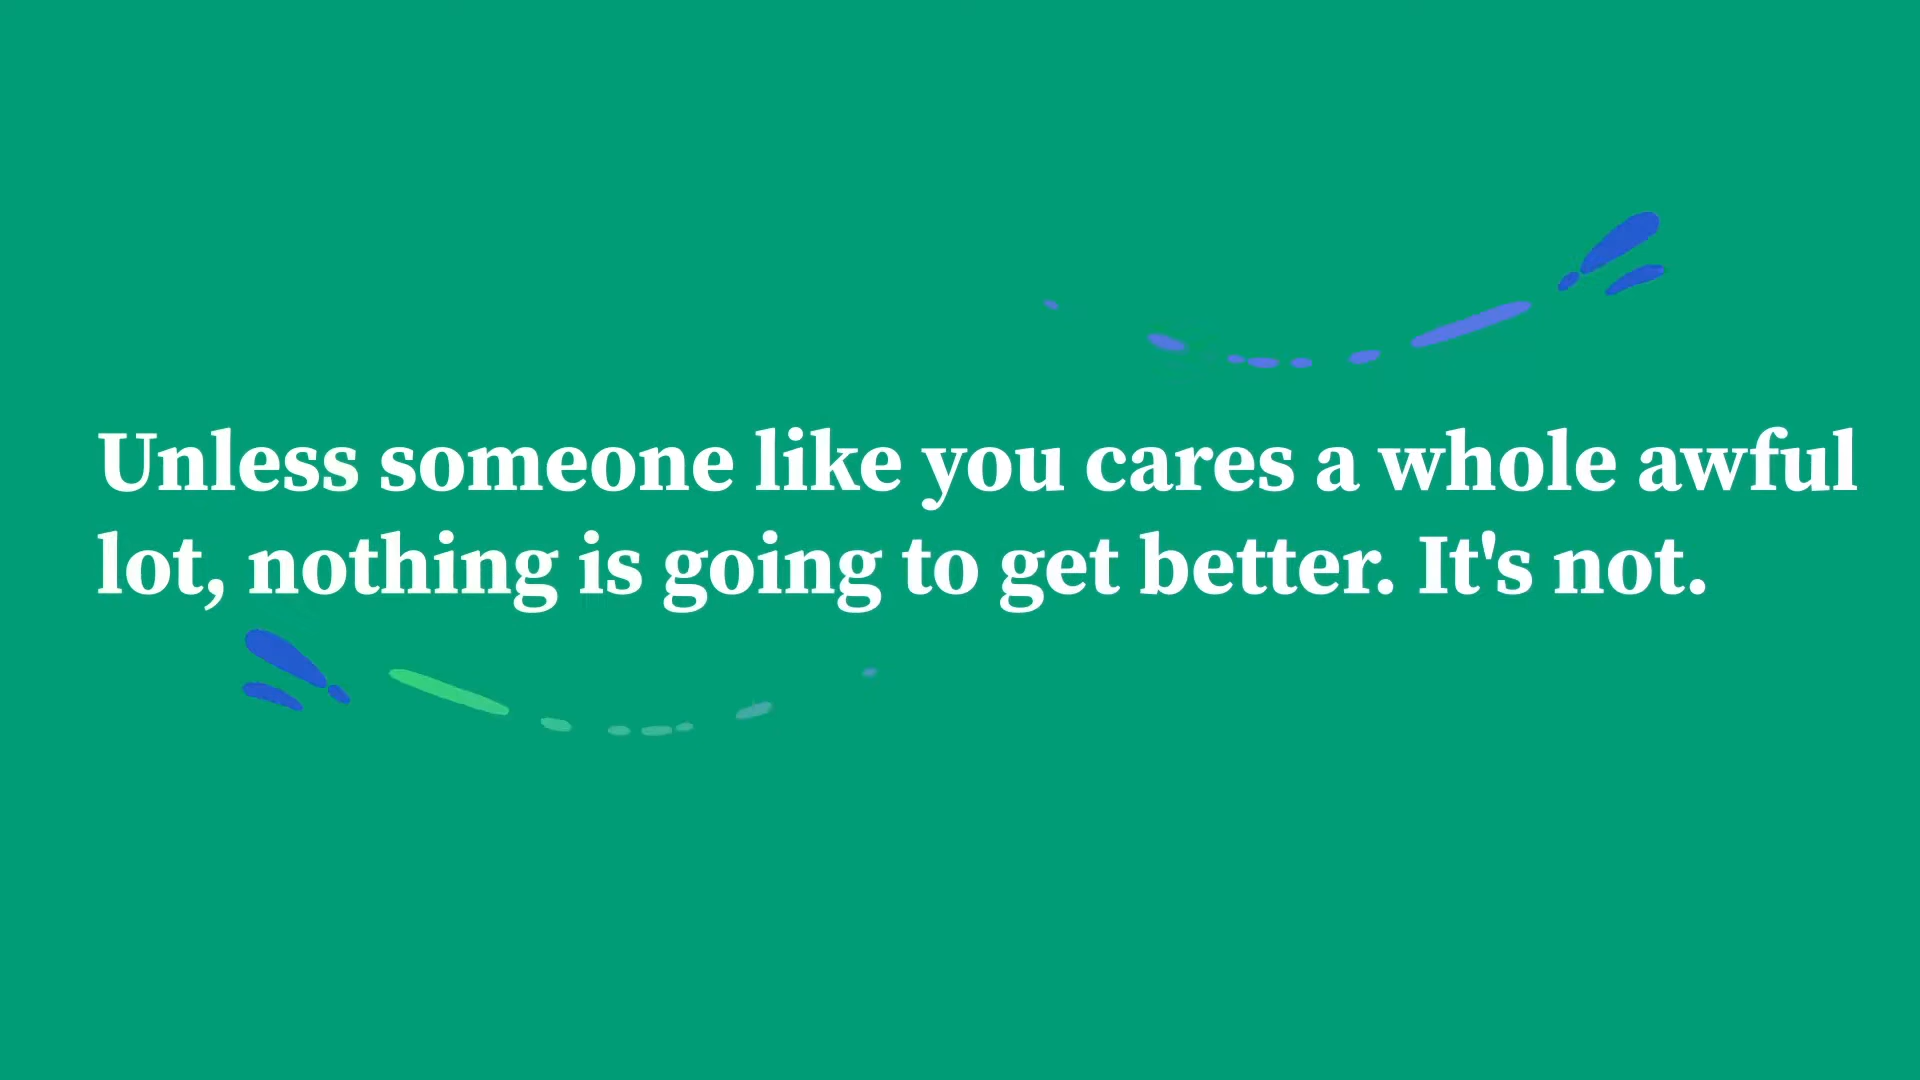 Unless someone like you cares a whole awful
lot, nothing is going to get better. It's not.